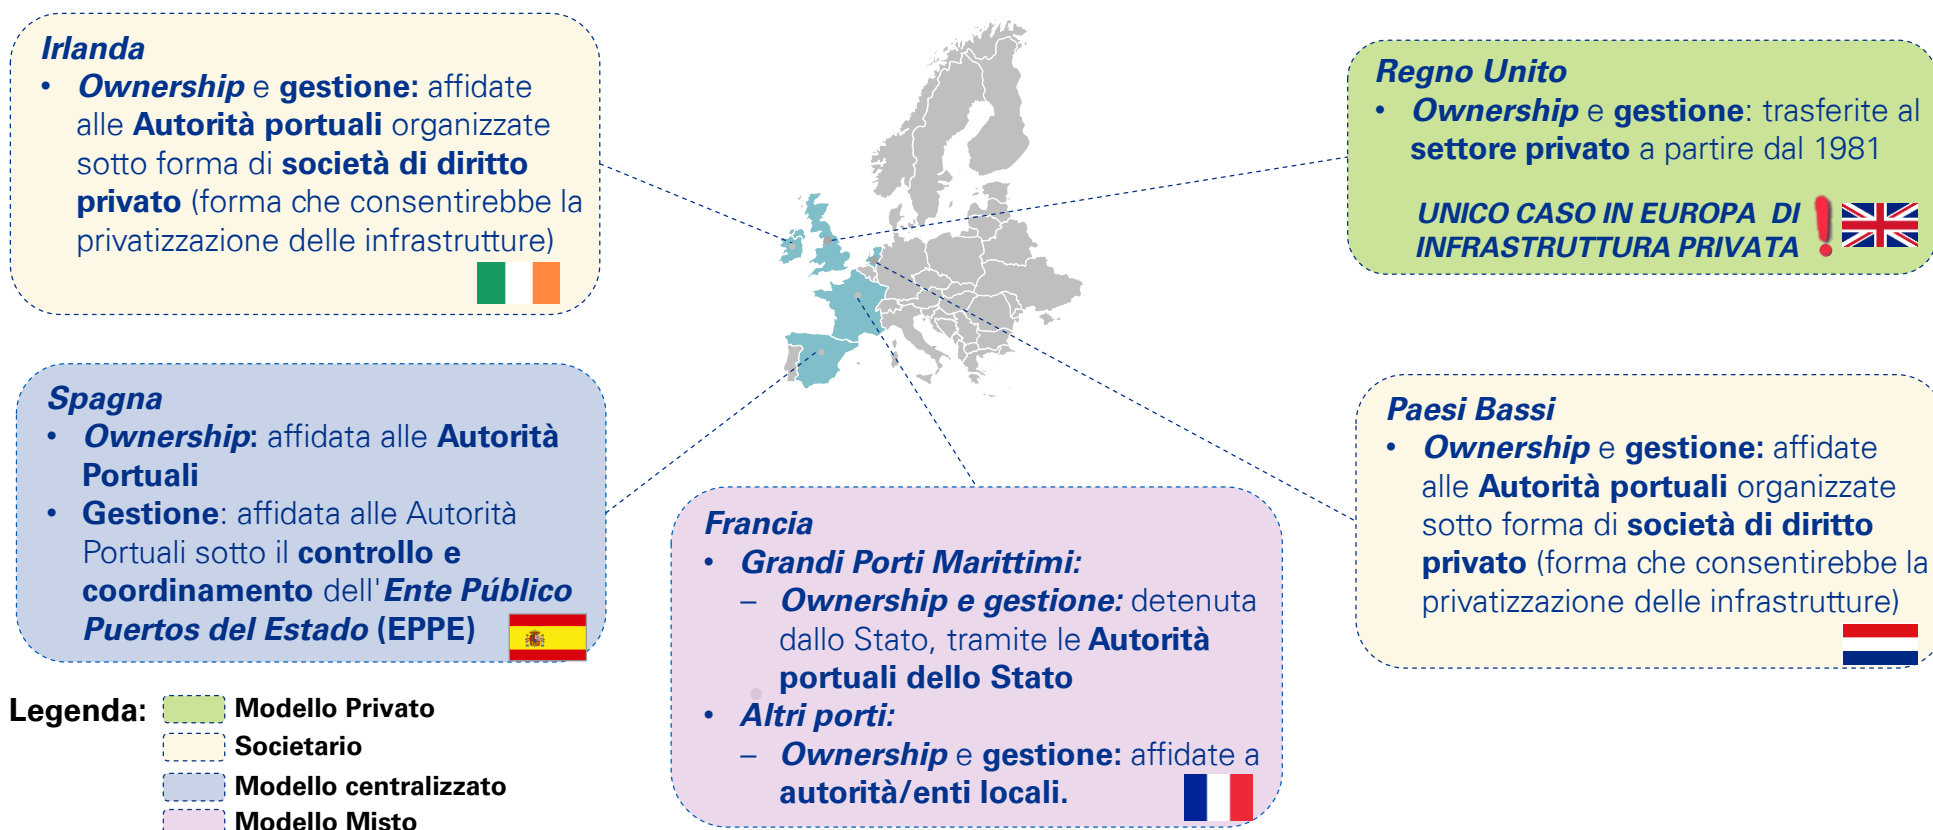 Irlanda
• Ownership e gestione: affidate
alle Autorità portuali organizzate
sotto forma di società di diritto
privato (forma che consentirebbe la
privatizzazione delle infrastrutture)
Regno Unito
• Ownership e gestione: trasferite al
settore privato a partire dal 1981
UNICO CASO IN EUROPA DI
INFRASTRUTTURA PRIVATA
Spagna
• Ownership: affidata alle Autorità
Portuali
• Gestione: affidata alle Autorità
Portuali sotto il controllo e
coordinamento dell'Ente Público
Puertos del Estado (EPPE)
Francia
• Grandi Porti Marittimi:
– Ownership e gestione: detenuta
dallo Stato, tramite le Autorità
portuali dello Stato
• Altri porti:
– Ownership e gestione: affidate a
autorità/enti locali.
Paesi Bassi
• Ownership e gestione: affidate
alle Autorità portuali organizzate
sotto forma di società di diritto
privato (forma che consentirebbe la
privatizzazione delle infrastrutture)
Legenda:
Modello Privato
Societario
Modello centralizzato
Modello Misto